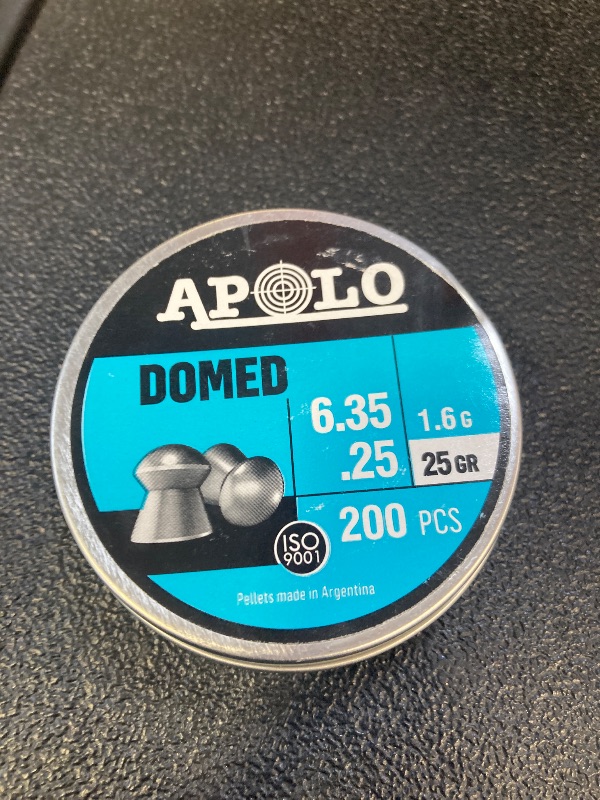 APOLO
DOMED
6.35
1.6 G
.25
25 GR
200 PCS
ISO
9001
Pellets made in Argentina